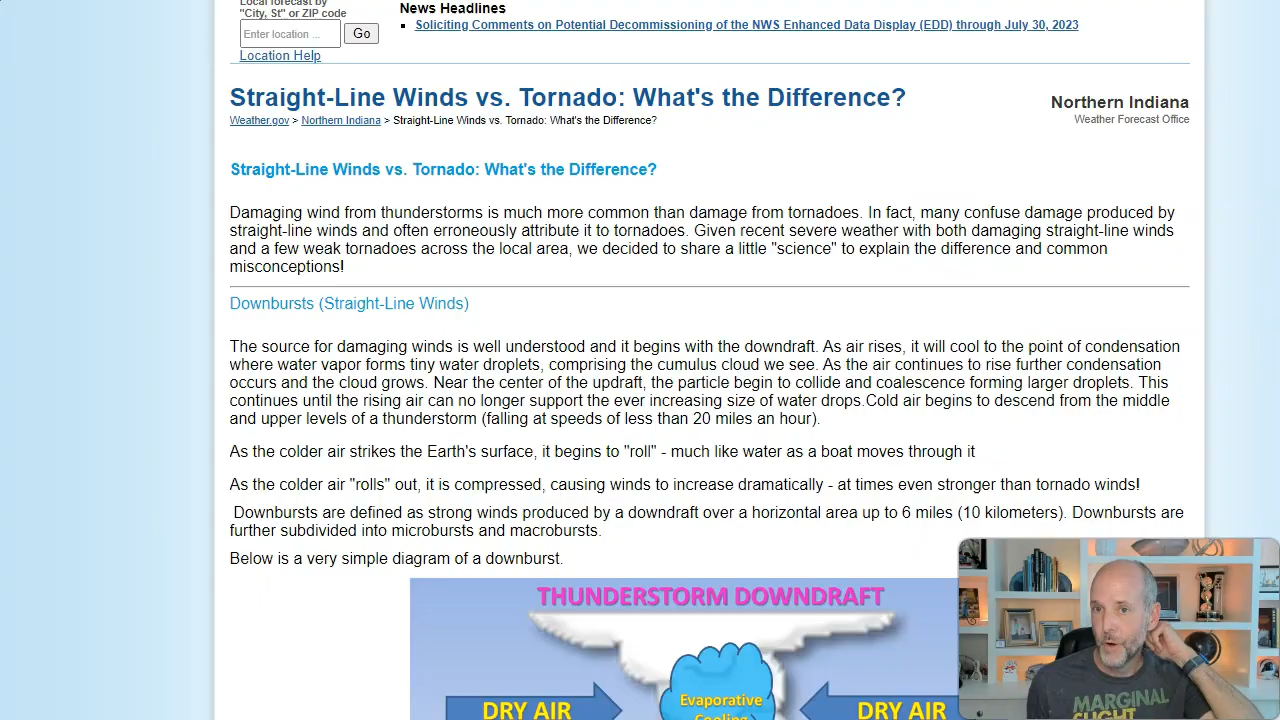 Local forecast by
"City, St" or ZIP code
Enter location ...
Go
Location Help
News Headlines
Soliciting Comments on Potential Decommissioning of the NWS Enhanced Data Display (EDD) through July 30, 2023
Straight-Line Winds vs. Tornado: What's the Difference?
Weather.gov > Northern Indiana > Straight-Line Winds vs. Tornado: What's the Difference?
Northern Indiana
Weather Forecast Office
Straight-Line Winds vs. Tornado: What's the Difference?
Damaging wind from thunderstorms is much more common than damage from tornadoes. In fact, many confuse damage produced by
straight-line winds and often erroneously attribute it to tornadoes. Given recent severe weather with both damaging straight-line winds
and a few weak tornadoes across the local area, we decided to share a little "science" to explain the difference and common
misconceptions!
Downbursts (Straight-Line Winds)
The source for damaging winds is well understood and it begins with the downdraft. As air rises, it will cool to the point of condensation
where water vapor forms tiny water droplets, comprising the cumulus cloud we see. As the air continues to rise further condensation
occurs and the cloud grows. Near the center of the updraft, the particle begin to collide and coalescence forming larger droplets. This
continues until the rising air can no longer support the ever increasing size of water drops.Cold air begins to descend from the middle
and upper levels of a thunderstorm (falling at speeds of less than 20 miles an hour).
As the colder air strikes the Earth's surface, it begins to "roll" - much like water as a boat moves through it
As the colder air "rolls" out, it is compressed, causing winds to increase dramatically - at times even stronger than tornado winds!
Downbursts are defined as strong winds produced by a downdraft over a horizontal area up to 6 miles (10 kilometers). Downbursts are
further subdivided into microbursts and macrobursts.
Below is a very simple diagram of a downburst.
THUNDERSTORM DOWNDRAFT
Evaporative
Cooling
DRY AIR
DRY AIR
MARGINAL